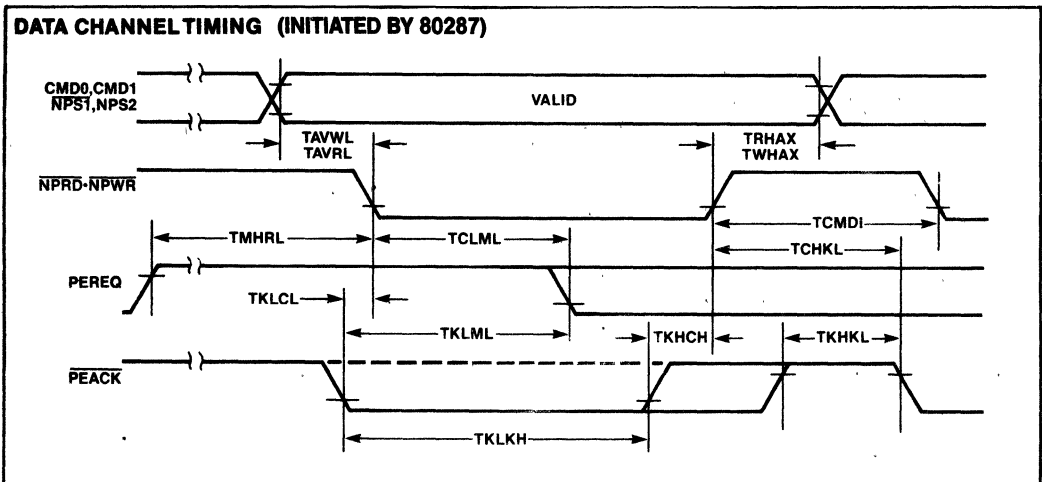 DATA CHANNEL TIMING (INITIATED BY 80287)
CMD0,CMD1
NPS1,NPS2
VALID
TAVWL
TAVRL
TRHAX
TWHAX
NPRD·NPWR
TCMDI
TMHRL
TCLML
TCHKL
PEREQ
TKLCL
TKLML
TKHCH
TKHKL
PEACK
TKLKH